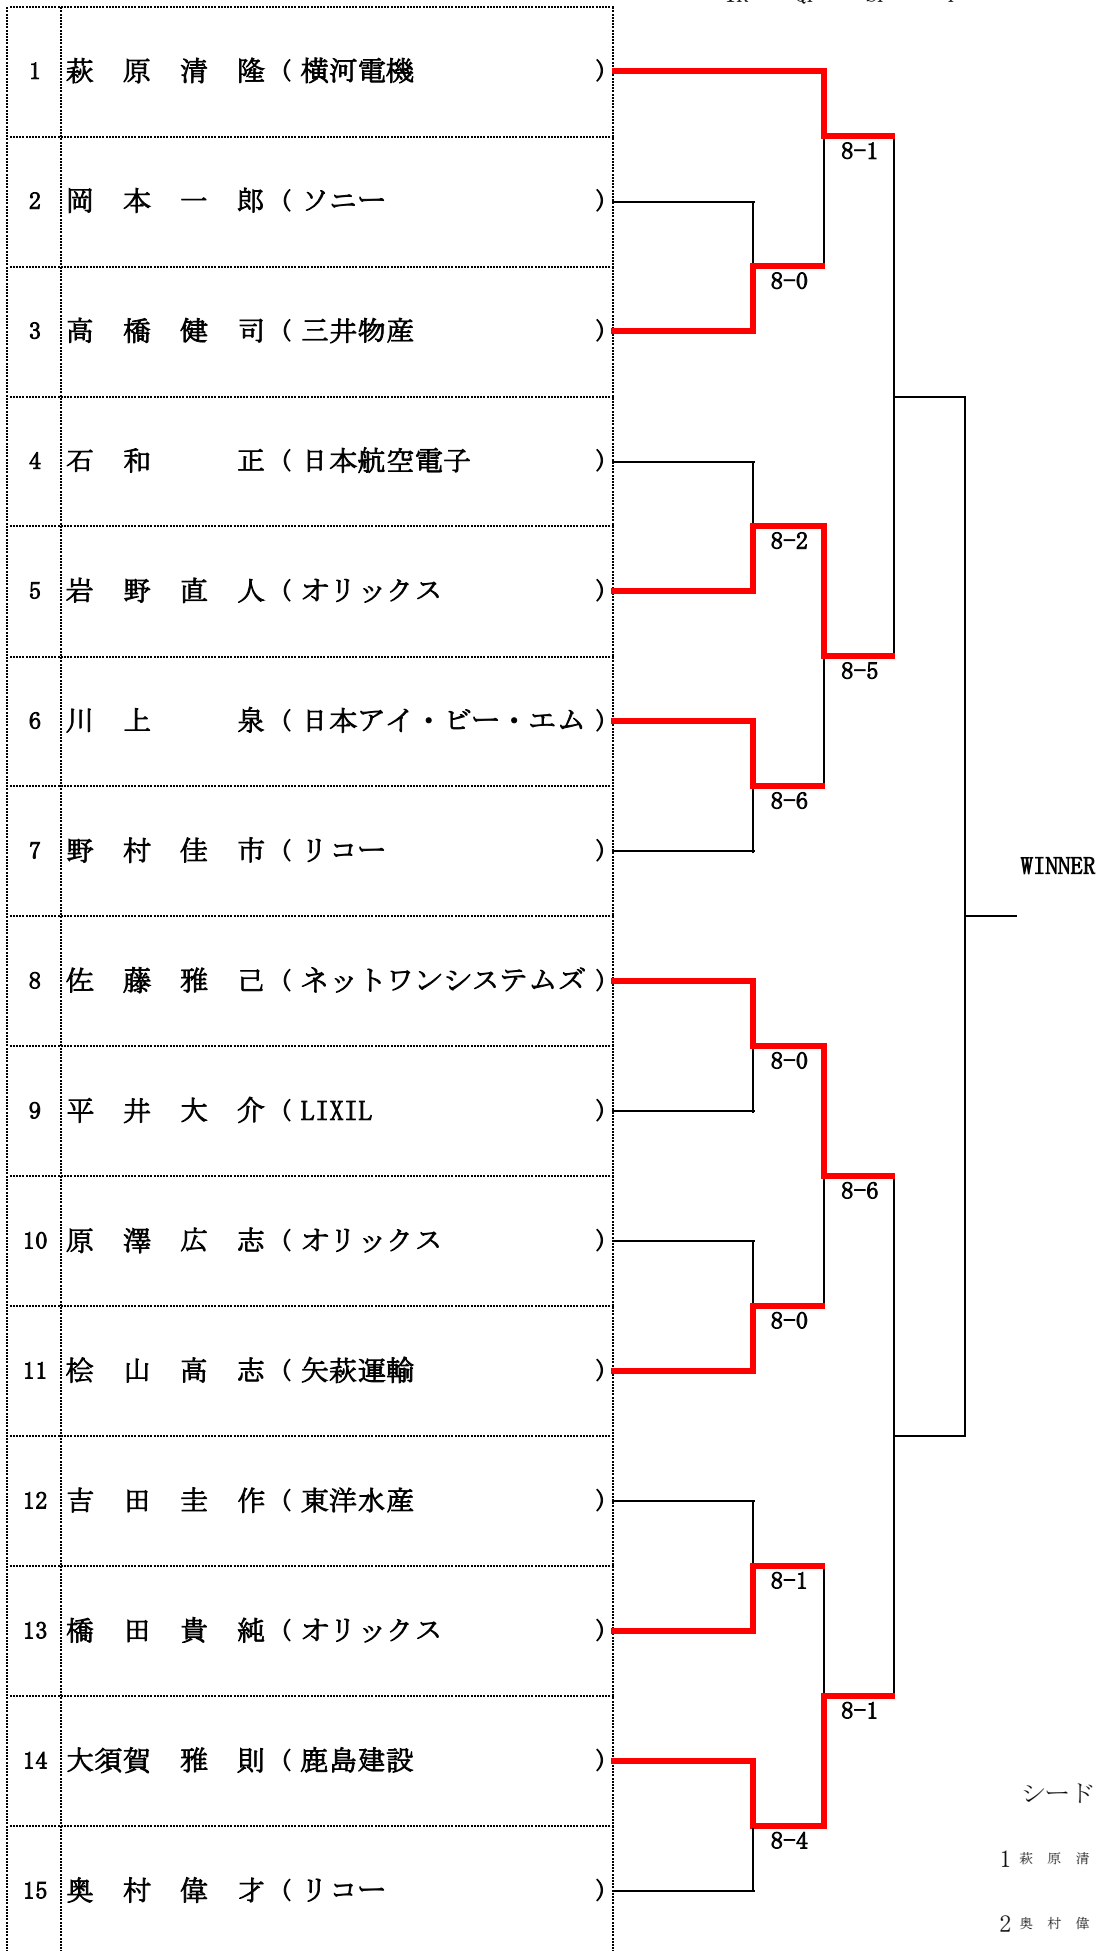 1 萩 原 清 隆 ( 横河電機 )
8-1
2 岡 本 一 郎 ( ソニー )
8-0
3 高 橋 健 司 ( 三井物産 )
4 石 和 正 ( 日本航空電子 )
8-2
5 岩 野 直 人 ( オリックス )
8-5
6 川 上 泉 ( 日本アイ・ビー・エム )
8-6
7 野 村 佳 市 ( リコー )
WINNER
8 佐 藤 雅 己 ( ネットワンシステムズ )
8-0
9 平 井 大 介 ( LIXIL )
8-6
10 原 澤 広 志 ( オリックス )
8-0
11 桧 山 高 志 ( 矢萩運輸 )
12 吉 田 圭 作 ( 東洋水産 )
8-1
13 橋 田 貴 純 ( オリックス )
8-1
14 大須賀 雅 則 ( 鹿島建設 )
シード
8-4
1 萩 原 清
15 奥 村 偉 才 ( リコー )
2 奥 村 偉